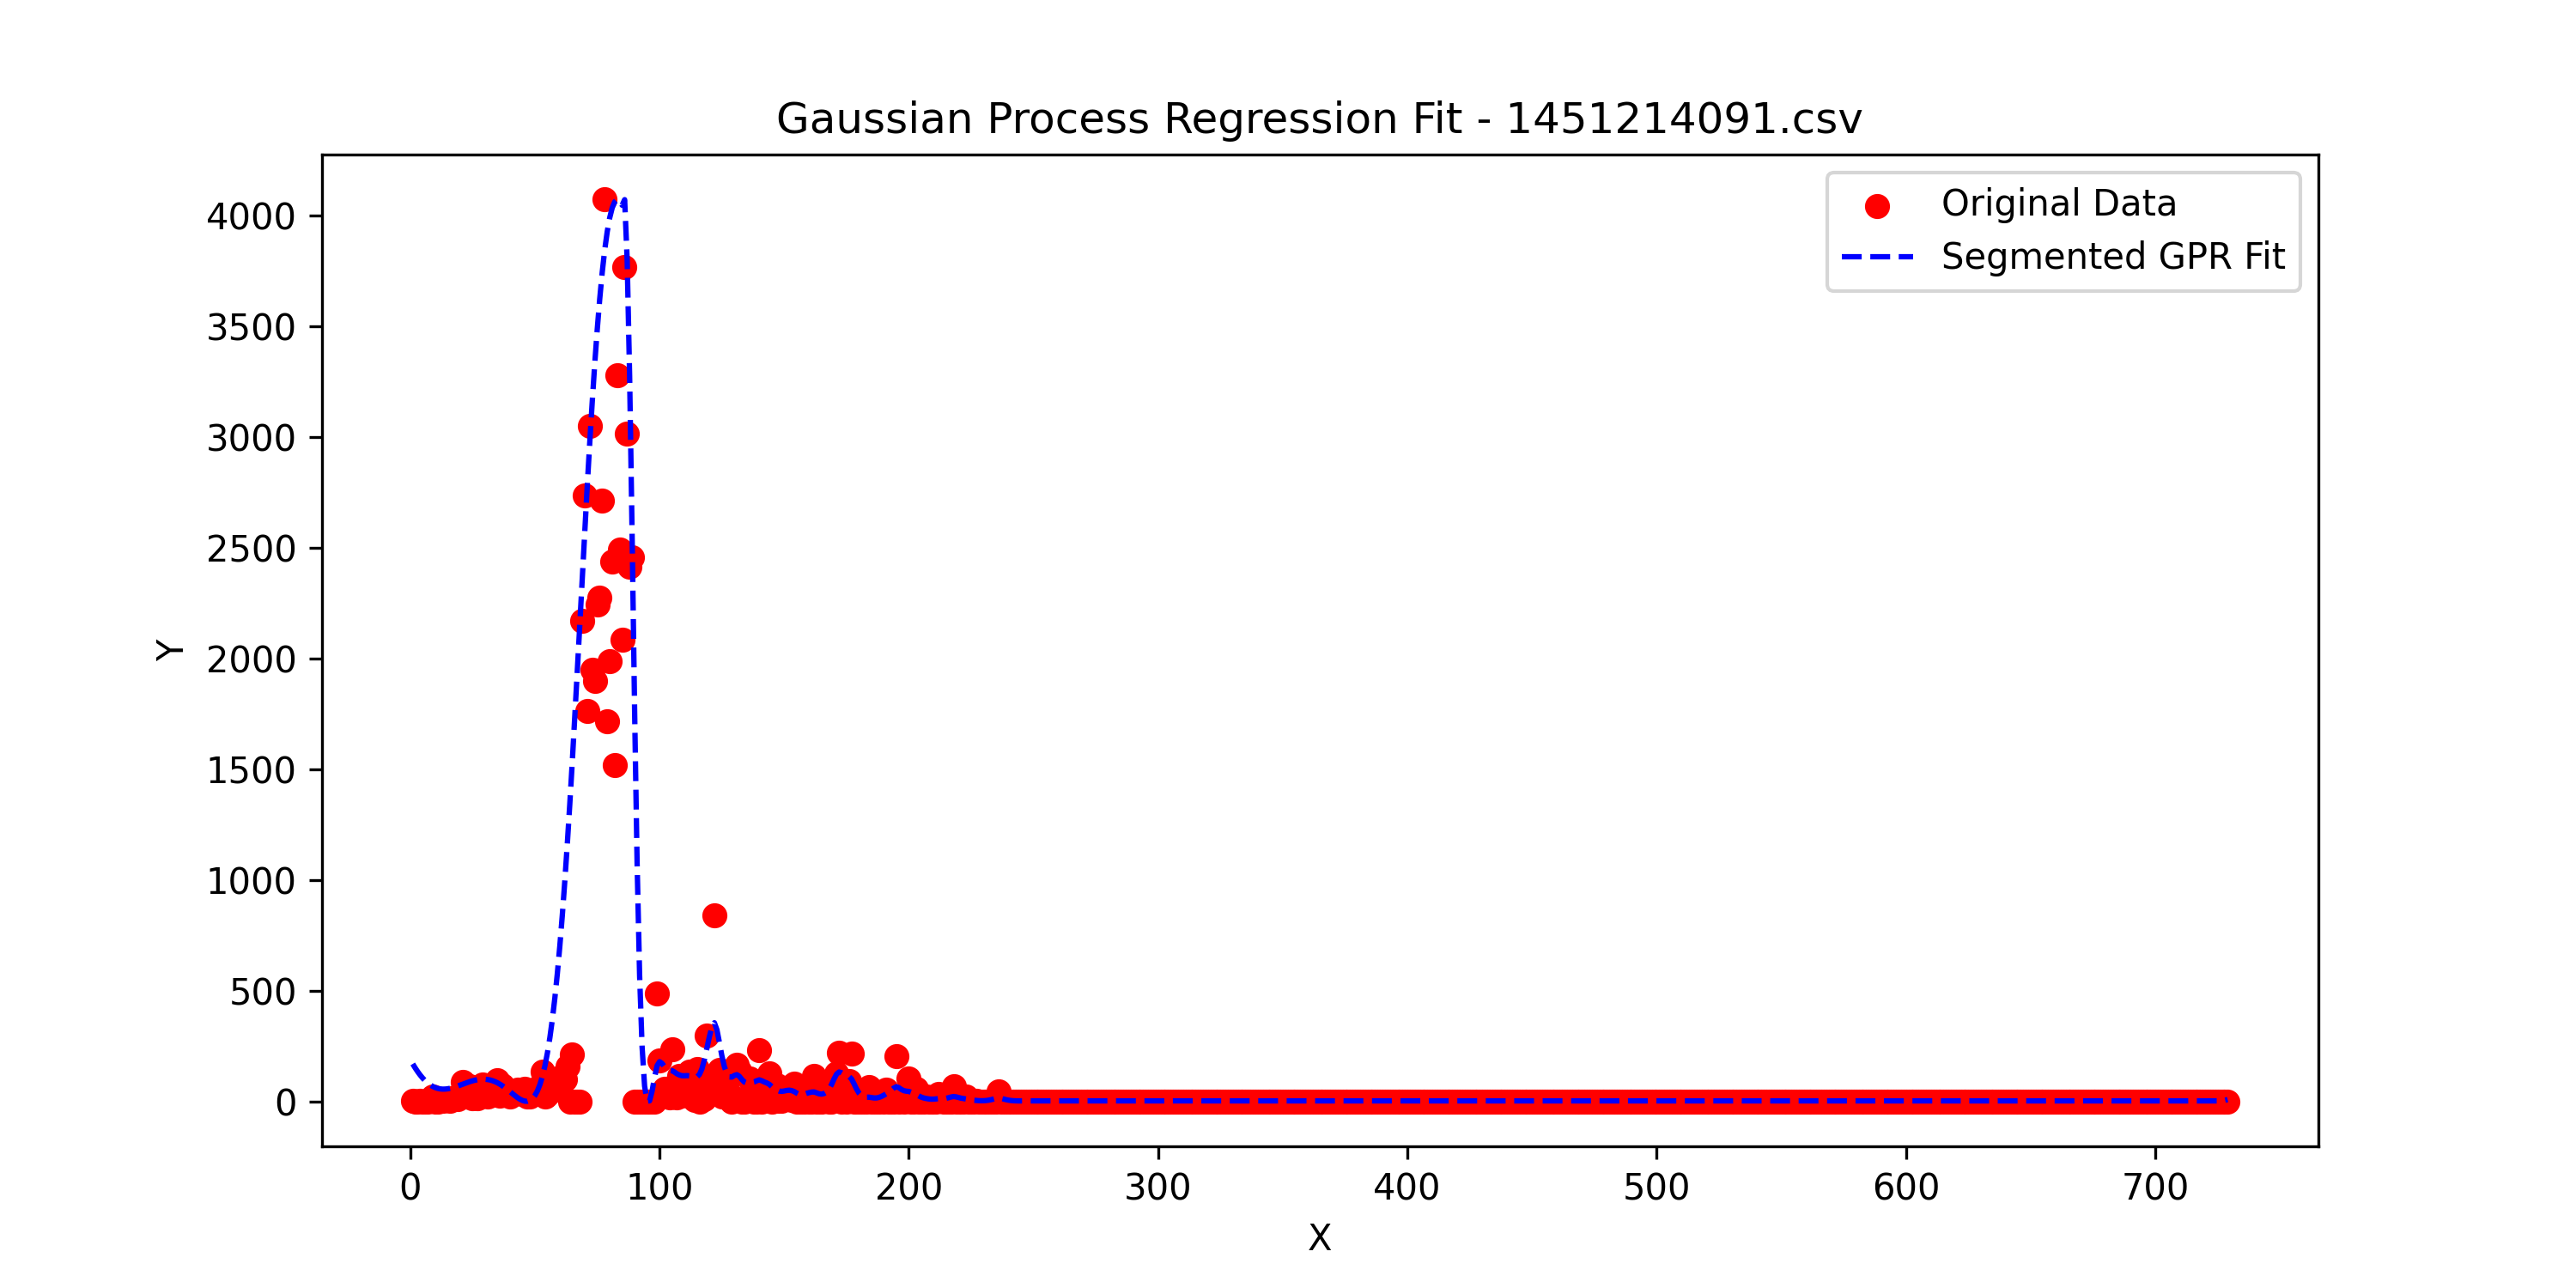 Gaussian Process Regression Fit - 1451214091.csv
Original Data
Segmented GPR Fit
4000
3500
3000
2500
2000
1500
1000
500
0
Y
0 100 200 300 400 500 600 700
X